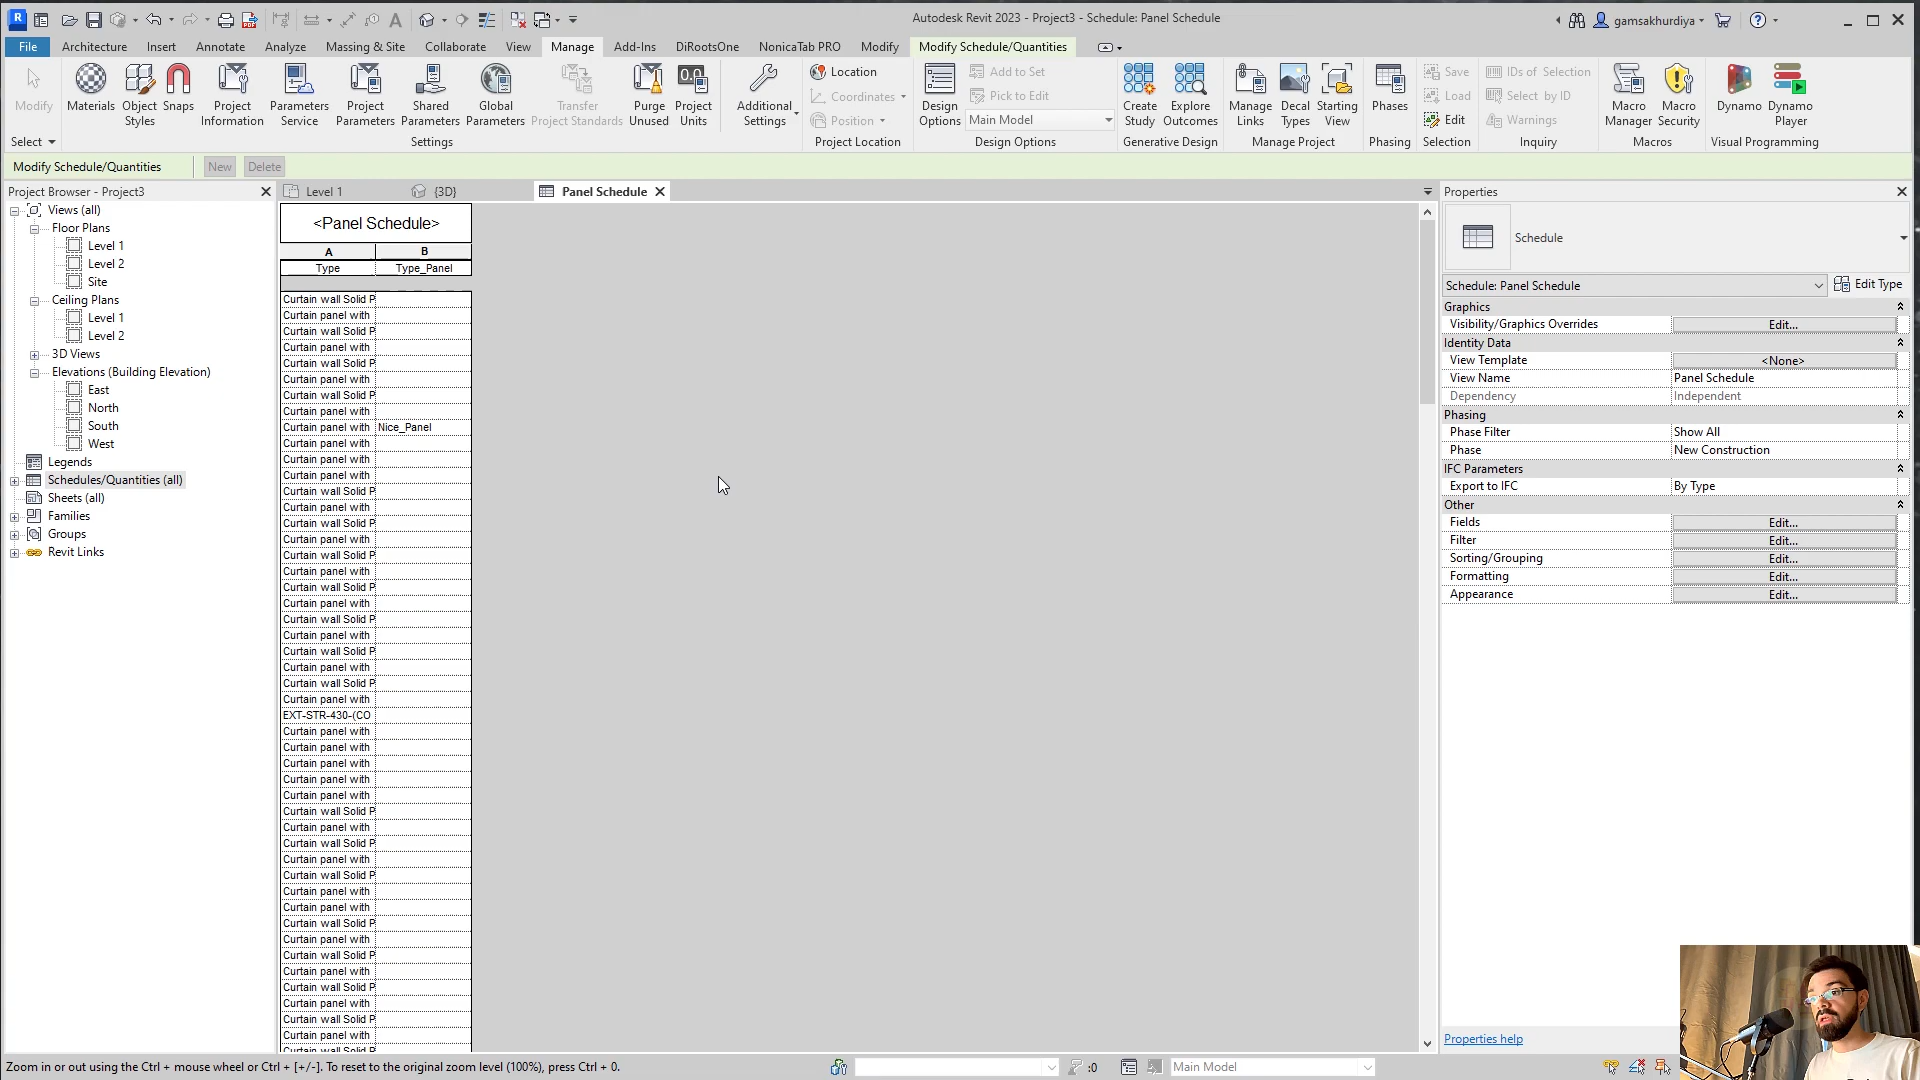 Autodesk Revit 2023 - Project3 - Schedule: Panel Schedule
gamsakhurdiya
File Architecture Insert Annotate Analyze Massing & Site Collaborate View Manage Add-Ins DiRootsOne NonicaTab PRO Modify Modify Schedule/Quantities
Modify
Materials
Object Styles
Snaps
Project Information
Parameters Service
Project Parameters
Shared Parameters
Global Parameters
Transfer Project Standards
Purge Unused
Project Units
Additional Settings
Location
Coordinates
Position
Design Options
Add to Set
Pick to Edit
Main Model
Create Study
Explore Outcomes
Manage Links
Decal Types
Starting View
Phases
Save
Load
Edit
IDs of Selection
Select by ID
Warnings
Macro Manager
Macro Security
Dynamo
Dynamo Player
Select Settings Project Location Design Options Generative Design Manage Project Phasing Selection Inquiry Macros Visual Programming
Modify Schedule/Quantities New Delete
Project Browser - Project3
Views (all)
Floor Plans
Level 1
Level 2
Site
Ceiling Plans
Level 1
Level 2
3D Views
Elevations (Building Elevation)
East
North
South
West
Legends
Schedules/Quantities (all)
Sheets (all)
Families
Groups
Revit Links
Level 1 {3D} Panel Schedule
<Panel Schedule>
A B
Type Type_Panel
Curtain wall Solid P
Curtain panel with
Curtain wall Solid P
Curtain panel with
Curtain wall Solid P
Curtain panel with
Curtain wall Solid P
Curtain panel with
Curtain panel with Nice_Panel
Curtain panel with
Curtain panel with
Curtain panel with
Curtain wall Solid P
Curtain panel with
Curtain wall Solid P
Curtain panel with
Curtain wall Solid P
Curtain panel with
Curtain wall Solid P
Curtain panel with
Curtain wall Solid P
Curtain panel with
Curtain wall Solid P
Curtain panel with
Curtain wall Solid P
Curtain panel with
EXT-STR-430-(CO
Curtain panel with
Curtain panel with
Curtain panel with
Curtain panel with
Curtain panel with
Curtain wall Solid P
Curtain panel with
Curtain wall Solid P
Curtain panel with
Curtain wall Solid P
Curtain panel with
Curtain panel with
Curtain wall Solid P
Curtain panel with
Curtain wall Solid P
Curtain panel with
Curtain wall Solid P
Curtain panel with
Curtain wall Solid P
Curtain panel with
Curtain wall Solid P
Properties
Schedule
Schedule: Panel Schedule Edit Type
Graphics
Visibility/Graphics Overrides Edit...
Identity Data
View Template <None>
View Name Panel Schedule
Dependency Independent
Phasing
Phase Filter Show All
Phase New Construction
IFC Parameters
Export to IFC By Type
Other
Fields Edit...
Filter Edit...
Sorting/Grouping Edit...
Formatting Edit...
Appearance Edit...
Properties help
Zoom in or out using the Ctrl + mouse wheel or Ctrl + [+/-]. To reset to the original zoom level (100%), press Ctrl + 0.
:0
Main Model